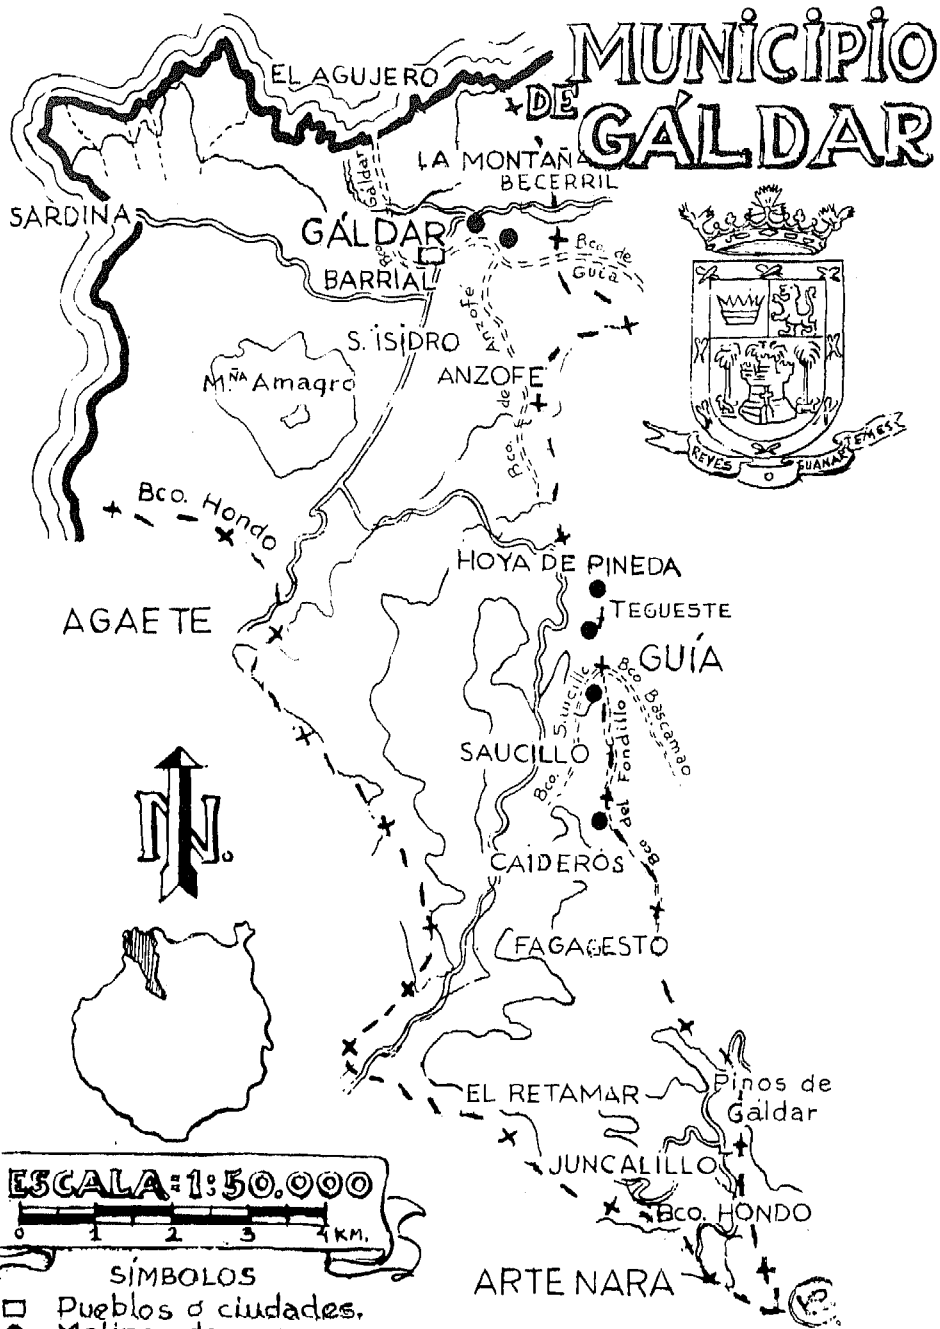 MUNICIPIO
DE
GÁLDAR
EL AGUJERO
LA MONTAÑA
BECERRIL
Gáldar
SARDINA
GÁLDAR
Bco.
BARRIAL
Bco. de
Guía
S. ISIDRO
Mña Amagro
ANZOFE
Bco. de Anzofe
REYES
GUANARTEMES
Bco. Hondo
HOYA DE PINEDA
TEGUESTE
AGAETE
GUÍA
Bco. Saucillo
Bco. Bascamao
SAUCILLO
Bco. del Fondillo
N.
CAIDEROS
FAGAGESTO
EL RETAMAR
Pinos de
Gáldar
JUNCALILLO
Bco. HONDO
ARTENARA
ESCALA=1:50.000
0 1 2 3 4 KM.
SÍMBOLOS
Pueblos o ciudades.